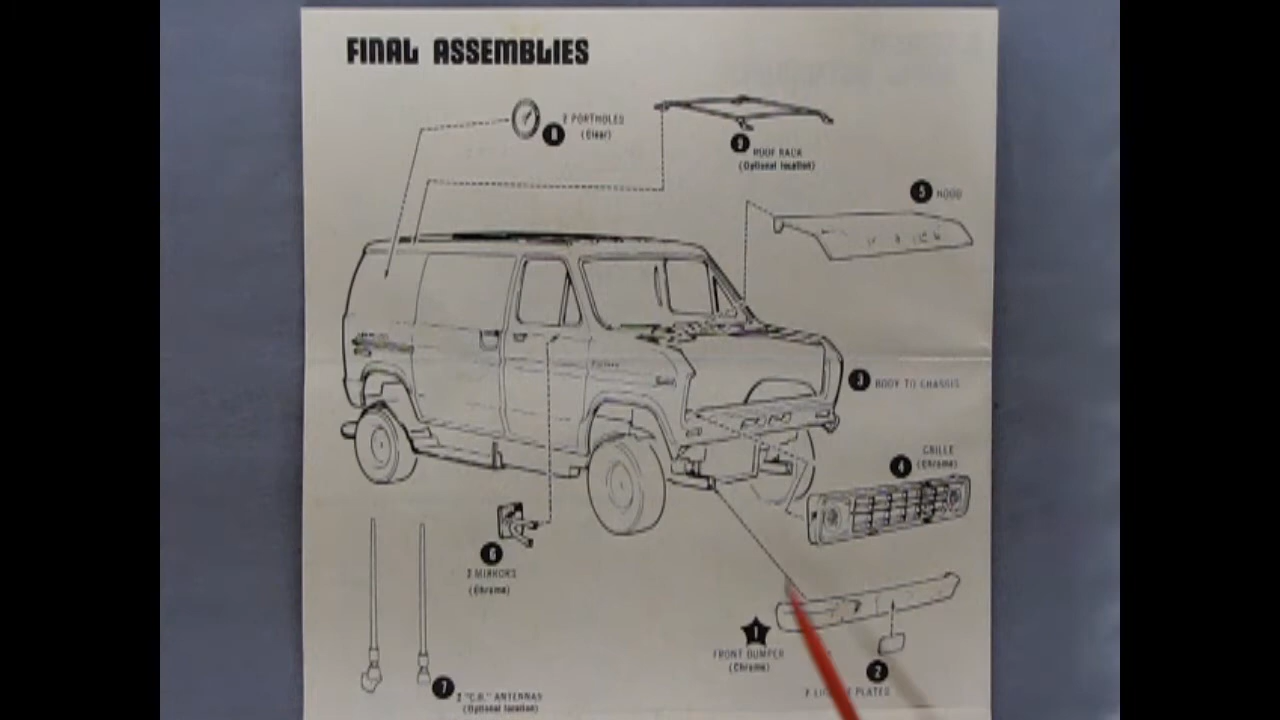 FINAL ASSEMBLIES
2 PORTHOLES
8
(Clear)
9
ROOF RACK
(Optional location)
5 HOOD
3 BODY TO CHASSIS
GRILLE
4 (Chrome)
6
2 MIRRORS
(Chrome)
1
FRONT BUMPER
(Chrome)
2
PLATES
7 2 "C.B." ANTENNAS
(Optional location)